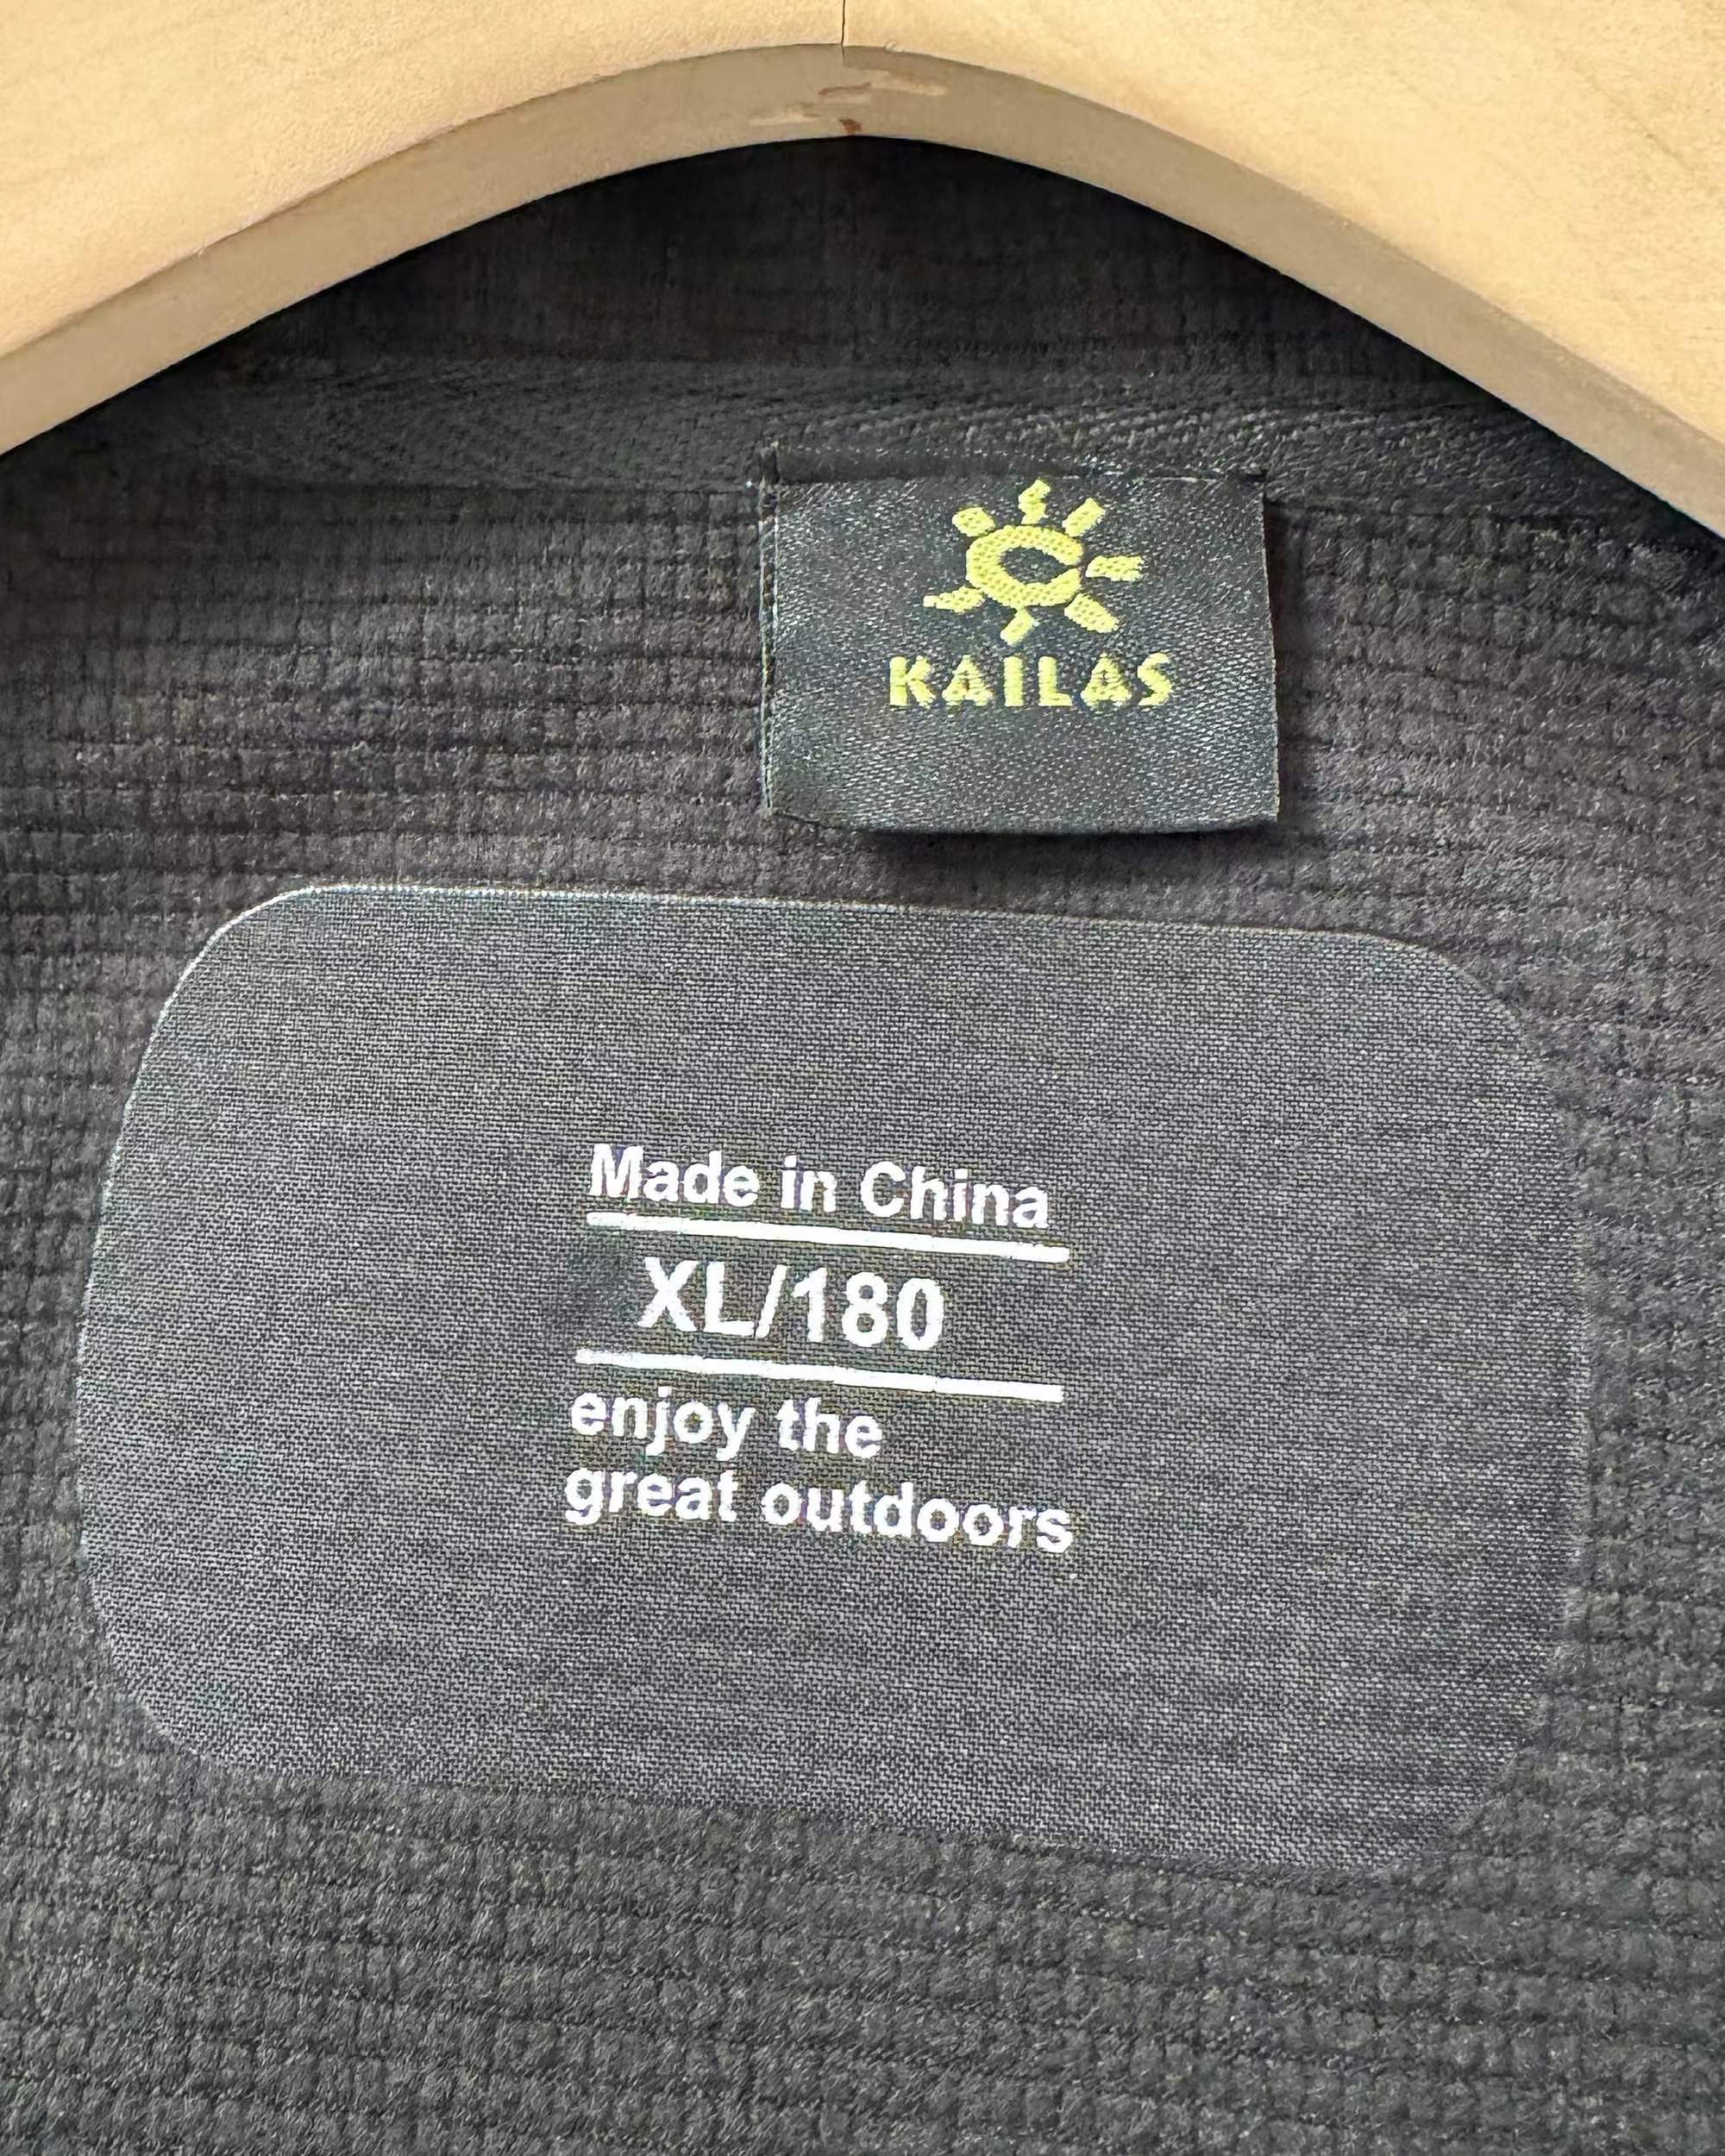 KAILAS
Made in China
XL/180
enjoy the
great outdoors